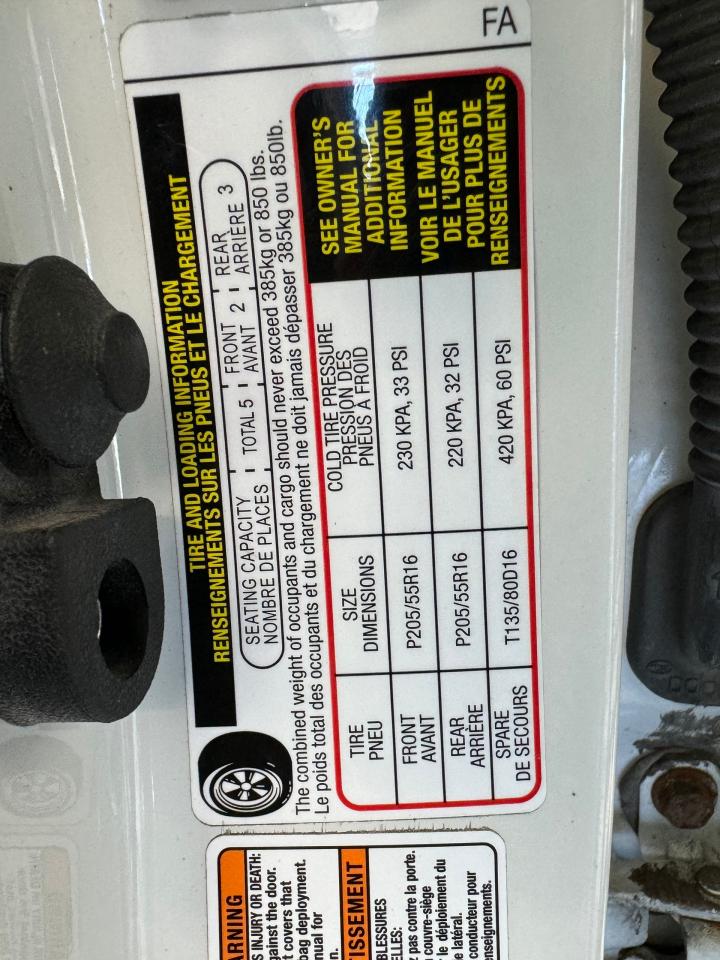 FA
TIRE AND LOADING INFORMATION
RENSEIGNEMENTS SUR LES PNEUS ET LE CHARGEMENT
SEATING CAPACITY
NOMBRE DE PLACES
TOTAL 5
FRONT
AVANT 2
REAR
ARRIÈRE 3
The combined weight of occupants and cargo should never exceed 385kg or 850 lbs.
Le poids total des occupants et du chargement ne doit jamais dépasser 385kg ou 850lb.
TIRE
PNEU
SIZE
DIMENSIONS
COLD TIRE PRESSURE
PRESSION DES
PNEUS À FROID
FRONT
AVANT
P205/55R16
230 KPA, 33 PSI
REAR
ARRIÈRE
P205/55R16
220 KPA, 32 PSI
SPARE
DE SECOURS
T135/80D16
420 KPA, 60 PSI
SEE OWNER'S
MANUAL FOR
ADDITIONAL
INFORMATION
VOIR LE MANUEL
DE L'USAGER
POUR PLUS DE
RENSEIGNEMENTS
ARNING
S INJURY OR DEATH:
gainst the door.
t covers that
bag deployment.
nual for
n.
TISSEMENT
BLESSURES
ELLES:
z pas contre la porte.
n couvre-siège
r le déploiement du
e latéral.
conducteur pour
enseignements.